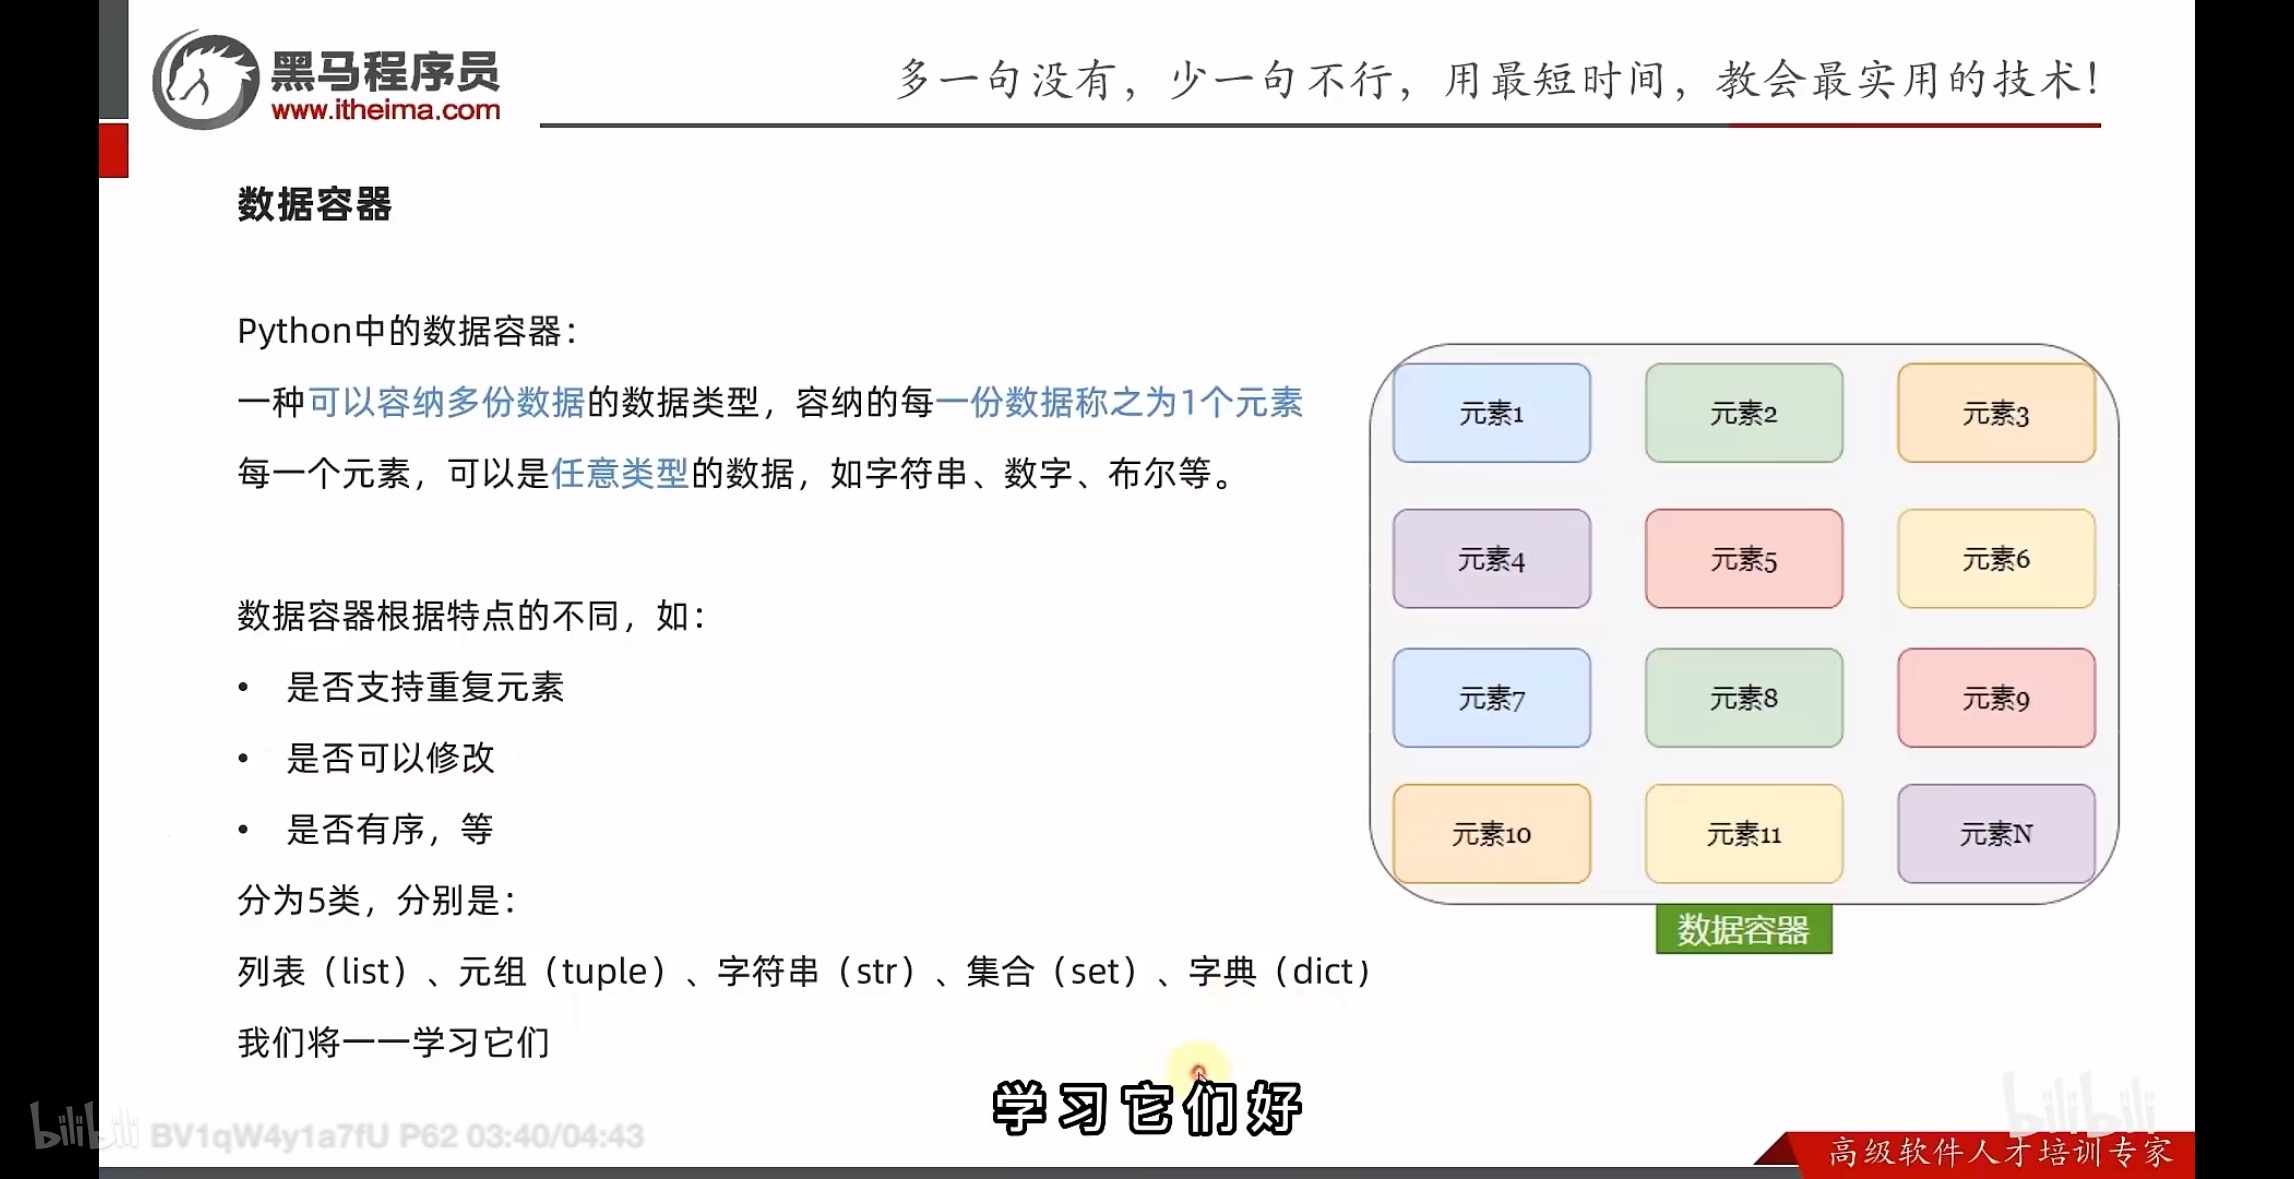 黑马程序员
www.itheima.com
多一句没有，少一句不行，用最短时间，教会最实用的技术！
数据容器
Python中的数据容器：
一种可以容纳多份数据的数据类型，容纳的每一份数据称之为1个元素
每一个元素，可以是任意类型的数据，如字符串、数字、布尔等。
数据容器根据特点的不同，如：
• 是否支持重复元素
• 是否可以修改
• 是否有序，等
分为5类，分别是：
列表（list）、元组（tuple）、字符串（str）、集合（set）、字典（dict）
我们将一一学习它们
元素1 元素2 元素3
元素4 元素5 元素6
元素7 元素8 元素9
元素10 元素11 元素N
数据容器
学习它们好
bilibili BV1qW4y1a7fU P62 03:40/04:43
bilibili
高级软件人才培训专家